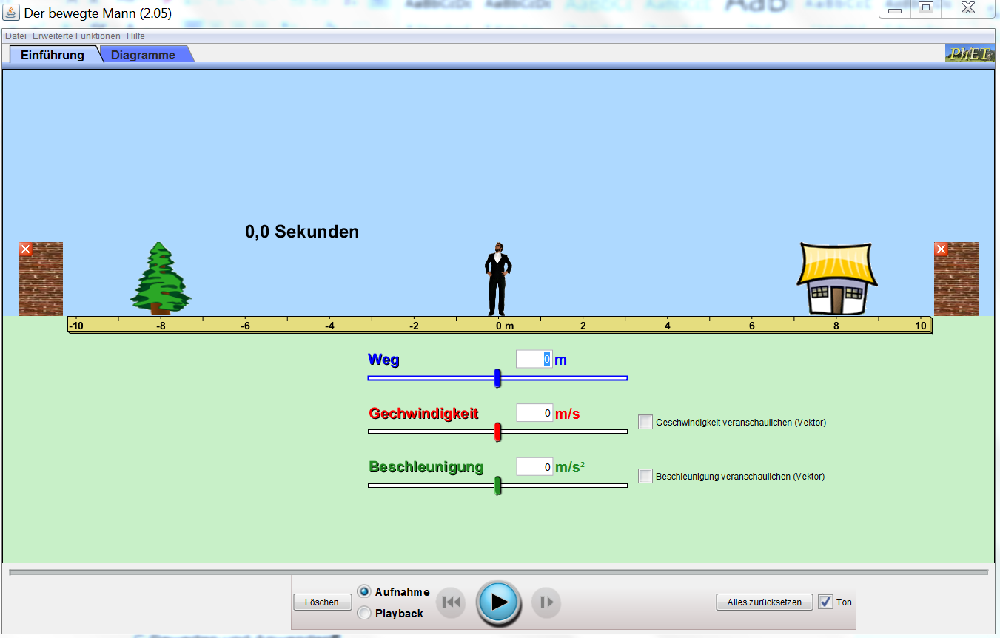 Der bewegte Mann (2.05)
Datei Erweiterte Funktionen Hilfe
Einführung Diagramme
PhET
0,0 Sekunden
-10 -8 -6 -4 -2 0 m 2 4 6 8 10
Weg 0 m
Gechwindigkeit 0 m/s
Geschwindigkeit veranschaulichen (Vektor)
Beschleunigung 0 m/s²
Beschleunigung veranschaulichen (Vektor)
Löschen
Aufnahme
Playback
Alles zurücksetzen
Ton